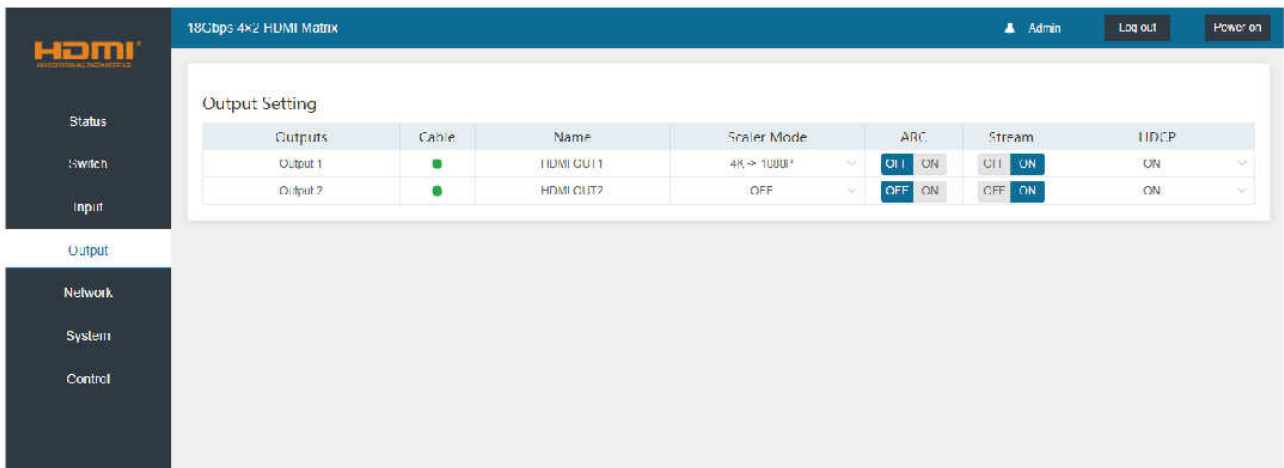 18Gbps 4×2 HDMI Matrix
Admin
Log out
Power on
HDMI
Status
Switch
Input
Output
Network
System
Control
Output Setting
Outputs Cable Name Scaler Mode ARC Stream HDCP
Output 1 HDMI OUT1 4K -> 1080P OFF ON OFF ON ON
Output 2 HDMI OUT2 OFF OFF ON OFF ON ON